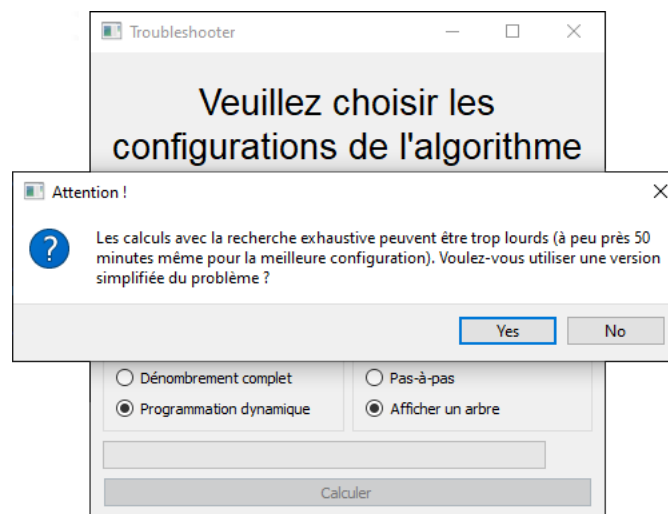 Troubleshooter
Veuillez choisir les
configurations de l'algorithme
Attention !
Les calculs avec la recherche exhaustive peuvent être trop lourds (à peu près 50
minutes même pour la meilleure configuration). Voulez-vous utiliser une version
simplifiée du problème ?
Yes
No
Dénombrement complet
Pas-à-pas
Programmation dynamique
Afficher un arbre
Calculer